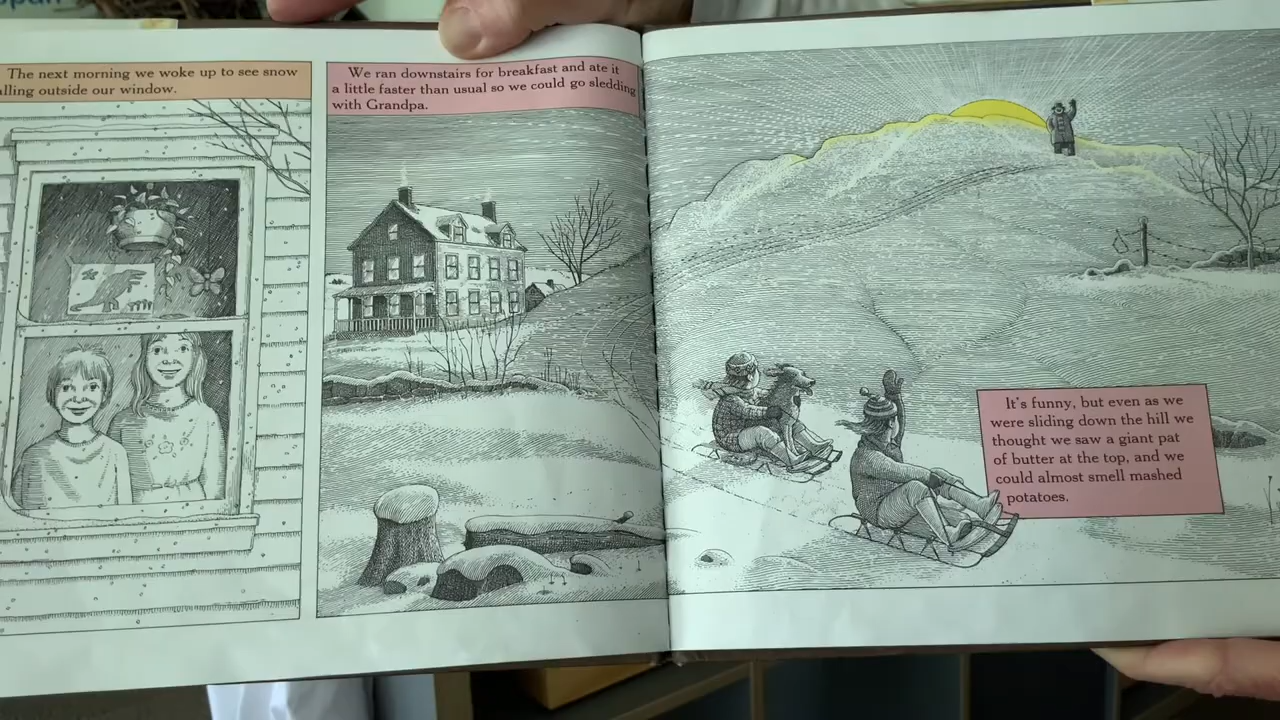 The next morning we woke up to see snow
alling outside our window.
We ran downstairs for breakfast and ate it
a little faster than usual so we could go sledding
with Grandpa.
It's funny, but even as we
were sliding down the hill we
thought we saw a giant pat
of butter at the top, and we
could almost smell mashed
potatoes.